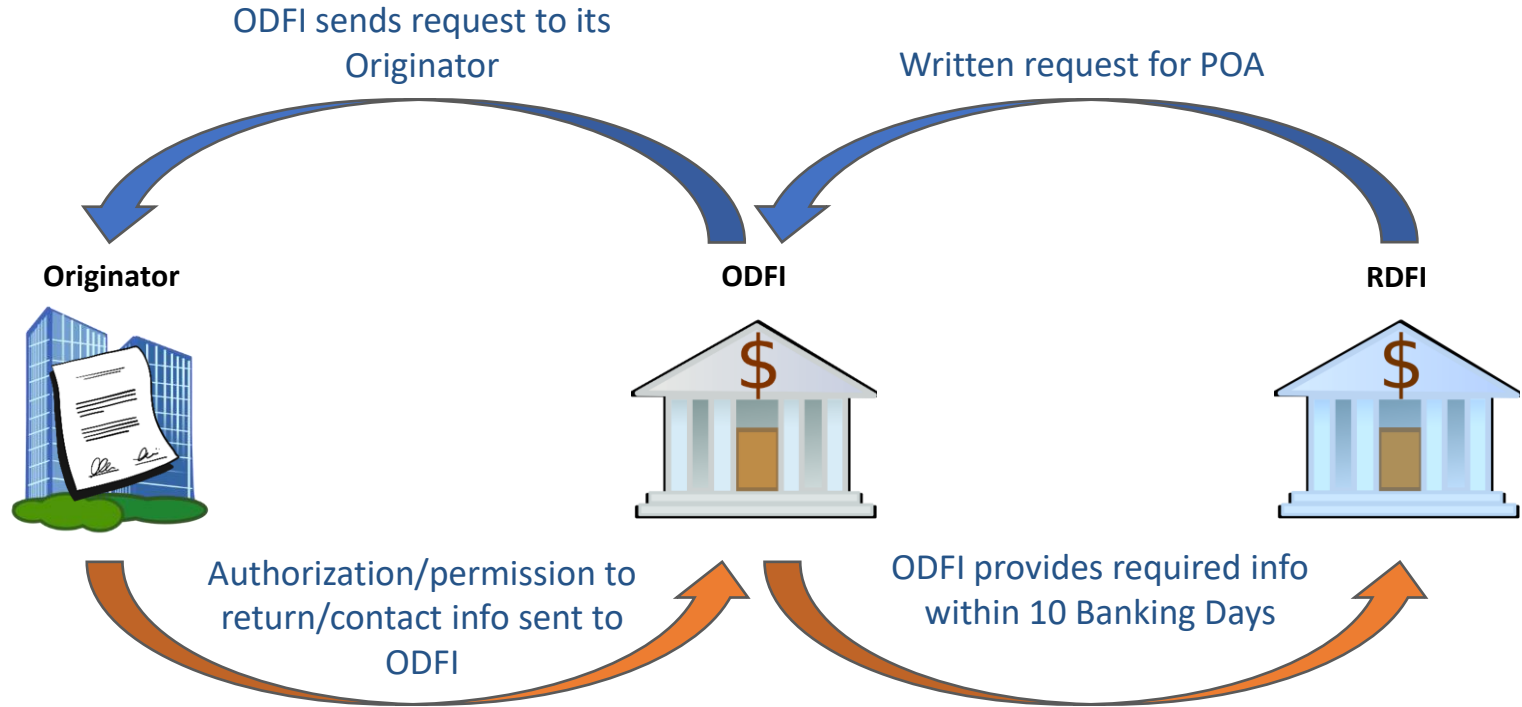 ODFI sends request to its
Originator
Written request for POA
Originator
ODFI
RDFI
$
$
Authorization/permission to
return/contact info sent to
ODFI
ODFI provides required info
within 10 Banking Days